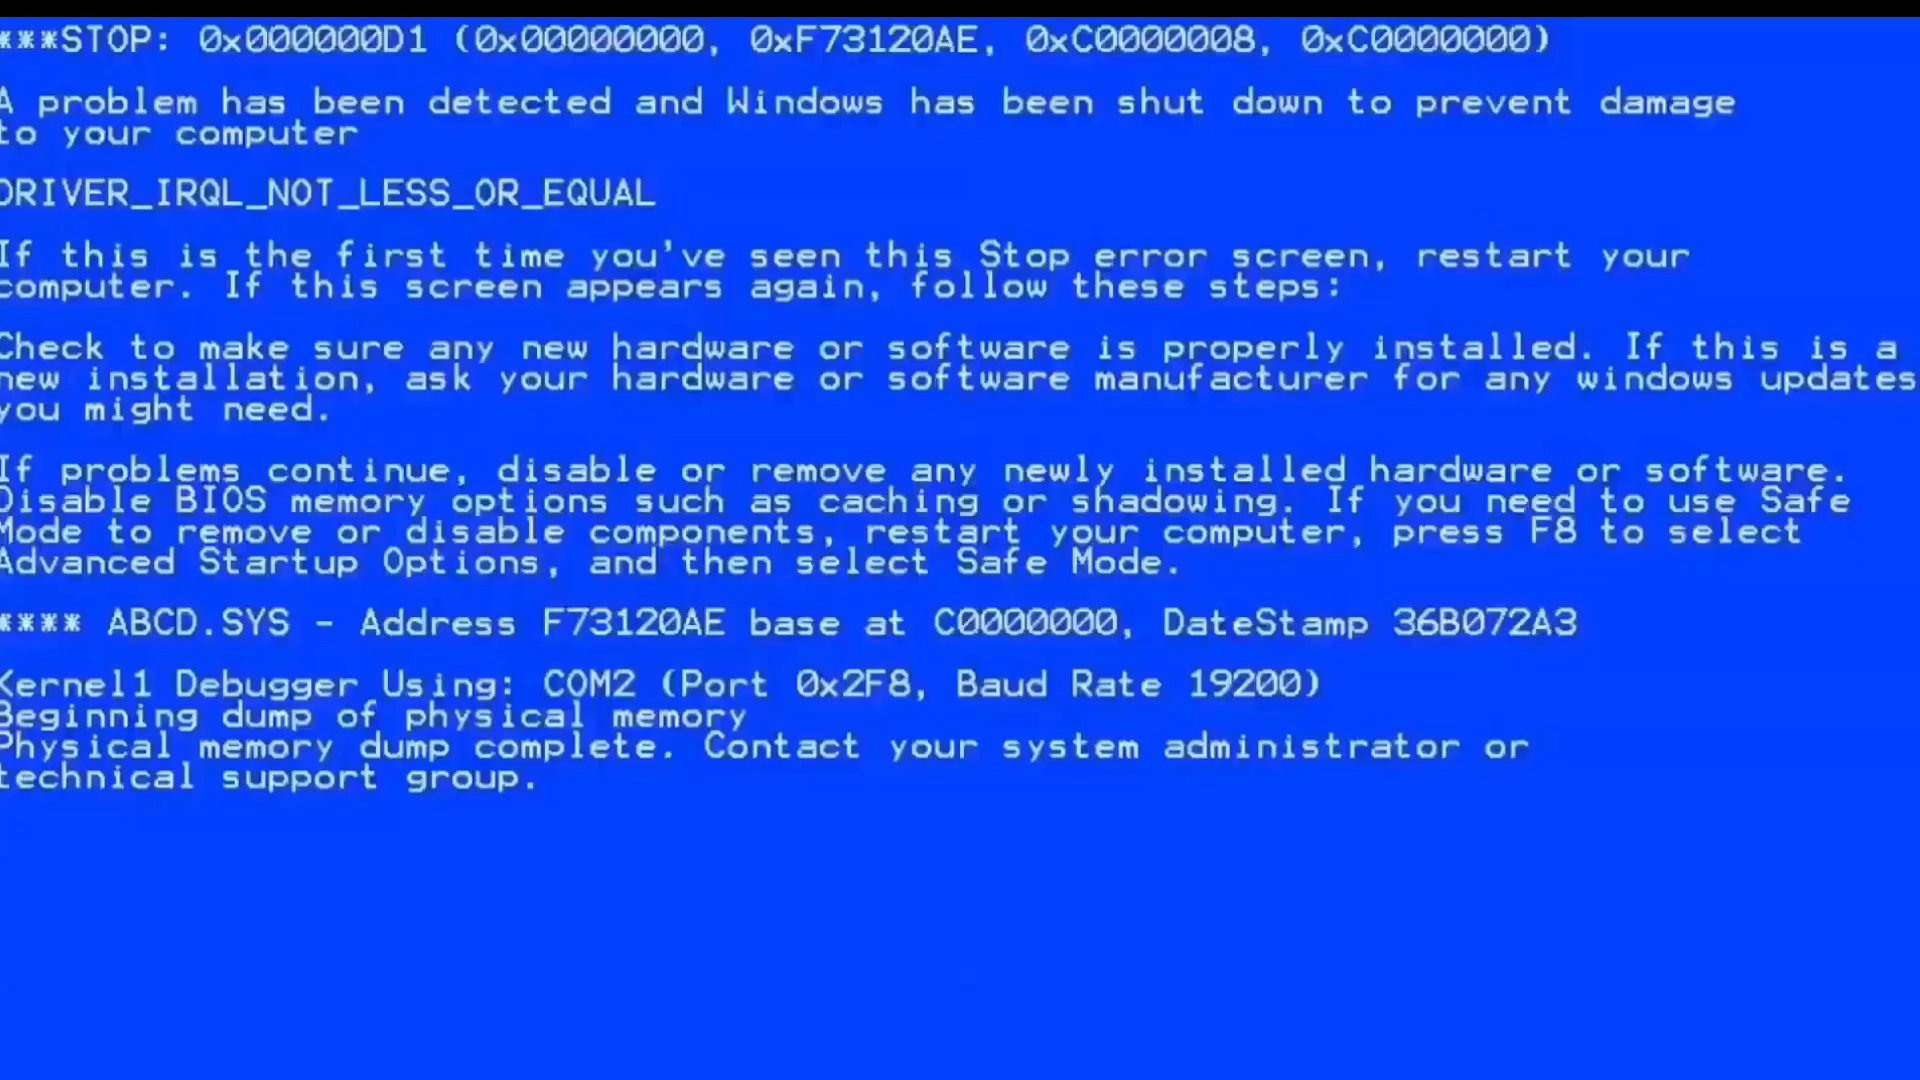 ***STOP: 0x000000D1 (0x00000000, 0xF73120AE, 0xC0000008, 0xC0000000)
A problem has been detected and Windows has been shut down to prevent damage
to your computer
DRIVER_IRQL_NOT_LESS_OR_EQUAL
If this is the first time you've seen this Stop error screen, restart your
computer. If this screen appears again, follow these steps:
Check to make sure any new hardware or software is properly installed. If this is a
new installation, ask your hardware or software manufacturer for any windows updates
you might need.
If problems continue, disable or remove any newly installed hardware or software.
Disable BIOS memory options such as caching or shadowing. If you need to use Safe
Mode to remove or disable components, restart your computer, press F8 to select
Advanced Startup Options, and then select Safe Mode.
**** ABCD.SYS - Address F73120AE base at C0000000, DateStamp 36B072A3
Kernel1 Debugger Using: COM2 (Port 0x2F8, Baud Rate 19200)
Beginning dump of physical memory
Physical memory dump complete. Contact your system administrator or
technical support group.